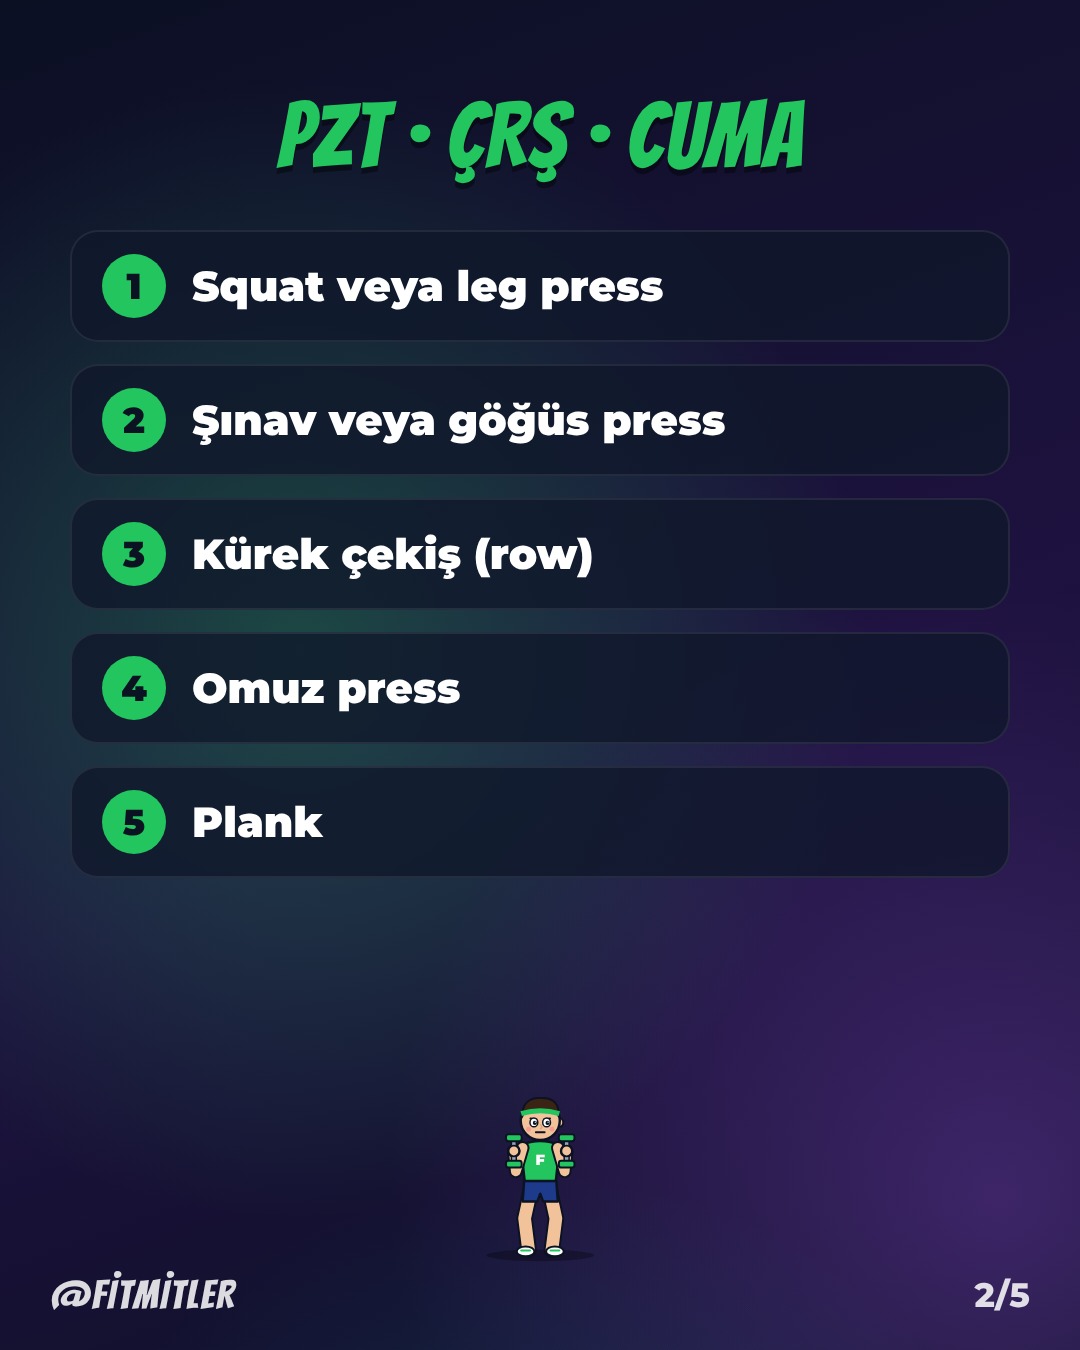 PZT • ÇRŞ • CUMA
1 Squat veya leg press
2 Şınav veya göğüs press
3 Kürek çekiş (row)
4 Omuz press
5 Plank
F
@FİTMİTLER
2/5